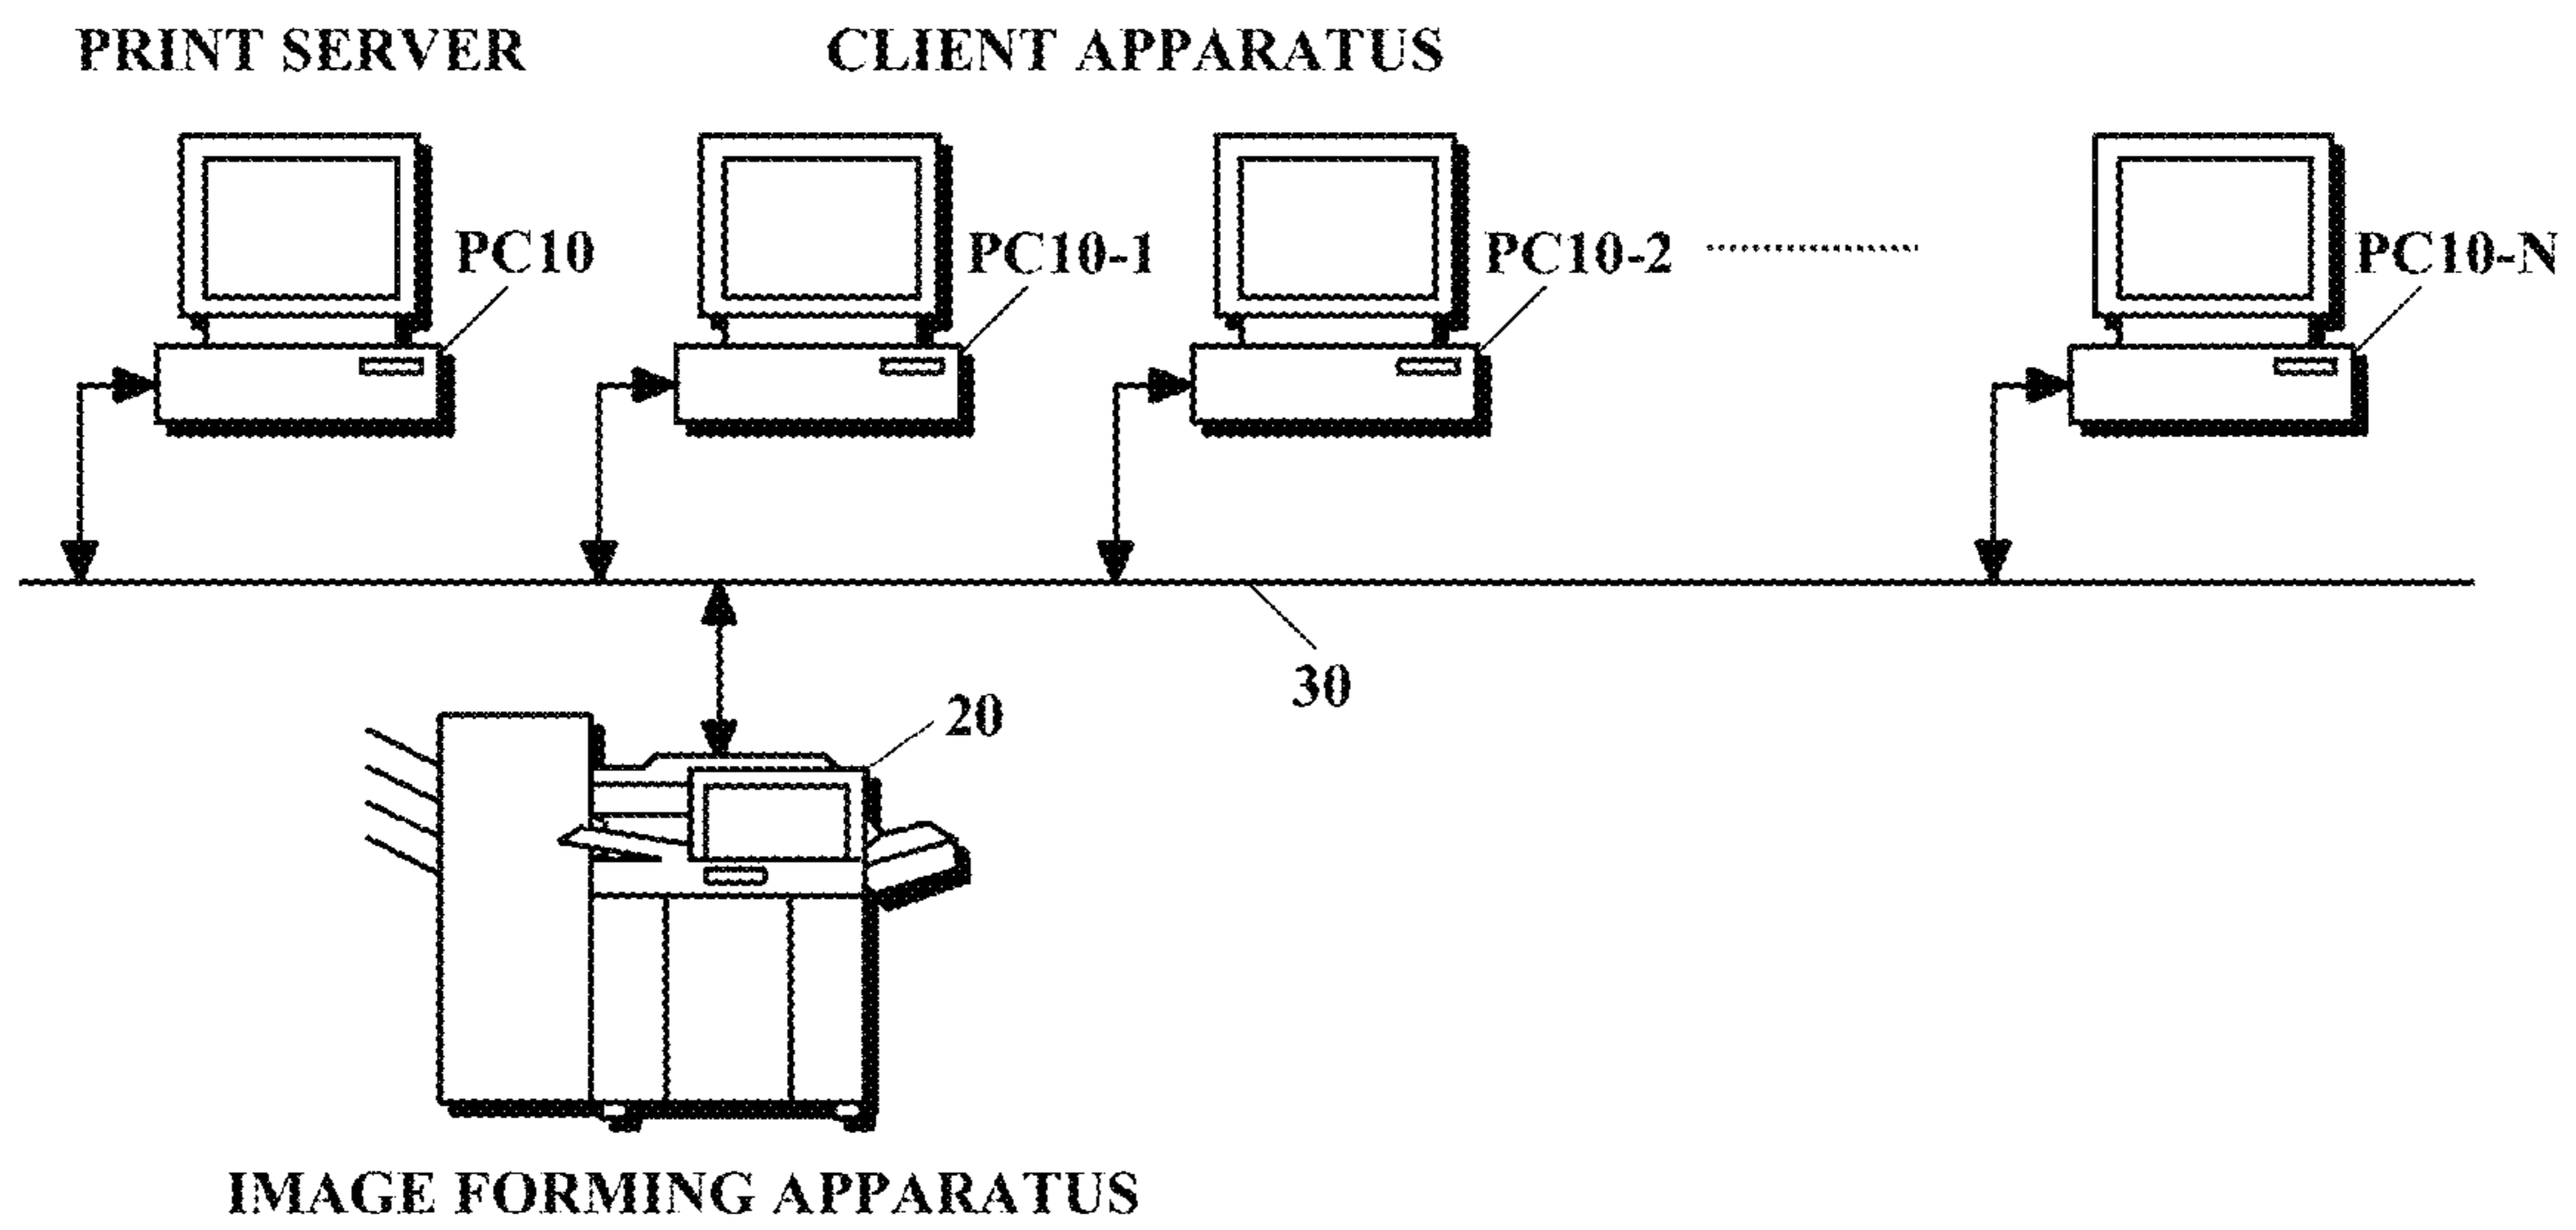 PRINT SERVER
CLIENT APPARATUS
PC10
PC10-1
PC10-2
PC10-N
30
20
IMAGE FORMING APPARATUS